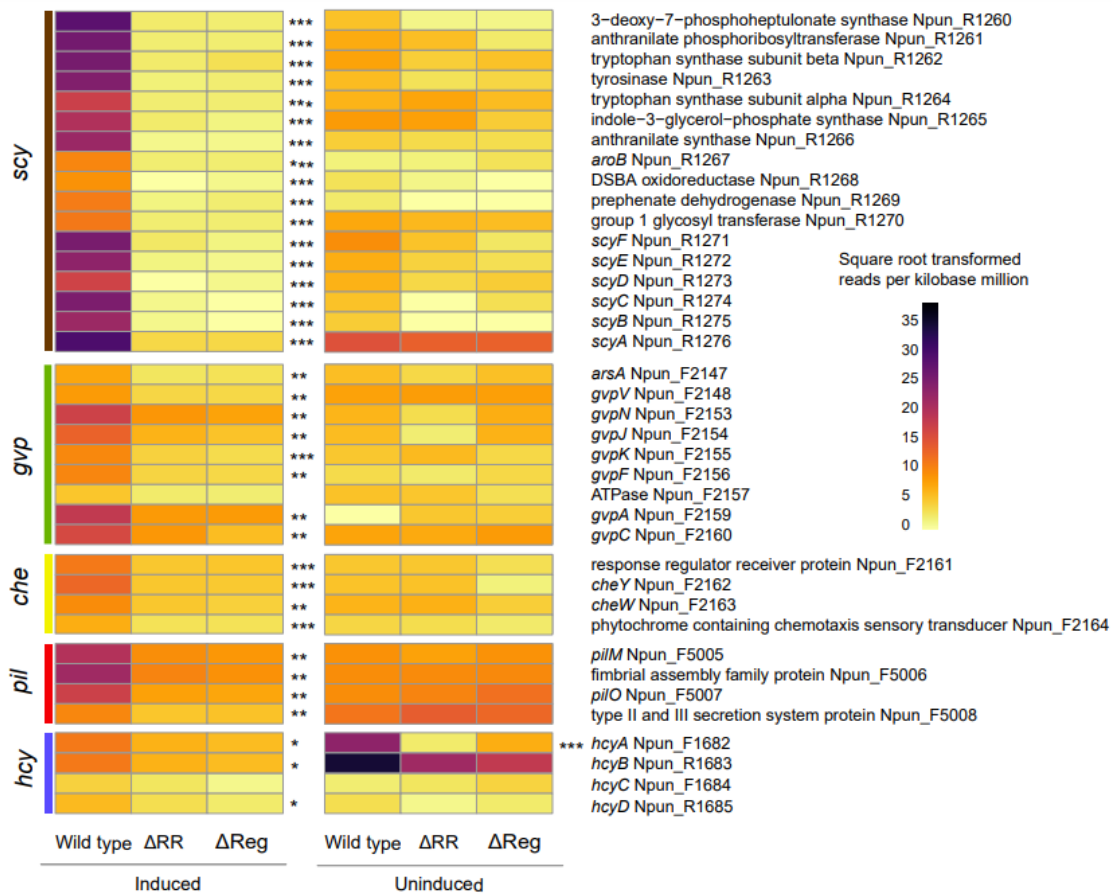 scy
*** 3−deoxy−7−phosphoheptulonate synthase Npun_R1260
*** anthranilate phosphoribosyltransferase Npun_R1261
*** tryptophan synthase subunit beta Npun_R1262
*** tyrosinase Npun_R1263
*** tryptophan synthase subunit alpha Npun_R1264
*** indole−3−glycerol−phosphate synthase Npun_R1265
*** anthranilate synthase Npun_R1266
*** aroB Npun_R1267
*** DSBA oxidoreductase Npun_R1268
*** prephenate dehydrogenase Npun_R1269
*** group 1 glycosyl transferase Npun_R1270
*** scyF Npun_R1271
*** scyE Npun_R1272
*** scyD Npun_R1273
*** scyC Npun_R1274
*** scyB Npun_R1275
*** scyA Npun_R1276
gvp
** arsA Npun_F2147
** gvpV Npun_F2148
** gvpN Npun_F2153
** gvpJ Npun_F2154
*** gvpK Npun_F2155
** gvpF Npun_F2156
ATPase Npun_F2157
** gvpA Npun_F2159
** gvpC Npun_F2160
che
*** response regulator receiver protein Npun_F2161
*** cheY Npun_F2162
** cheW Npun_F2163
*** phytochrome containing chemotaxis sensory transducer Npun_F2164
pil
** pilM Npun_F5005
** fimbrial assembly family protein Npun_F5006
** pilO Npun_F5007
** type II and III secretion system protein Npun_F5008
hcy
* *** hcyA Npun_F1682
* hcyB Npun_R1683
hcyC Npun_F1684
* hcyD Npun_R1685
Wild type ΔRR ΔReg Wild type ΔRR ΔReg
Induced Uninduced
Square root transformed
reads per kilobase million
35
30
25
20
15
10
5
0